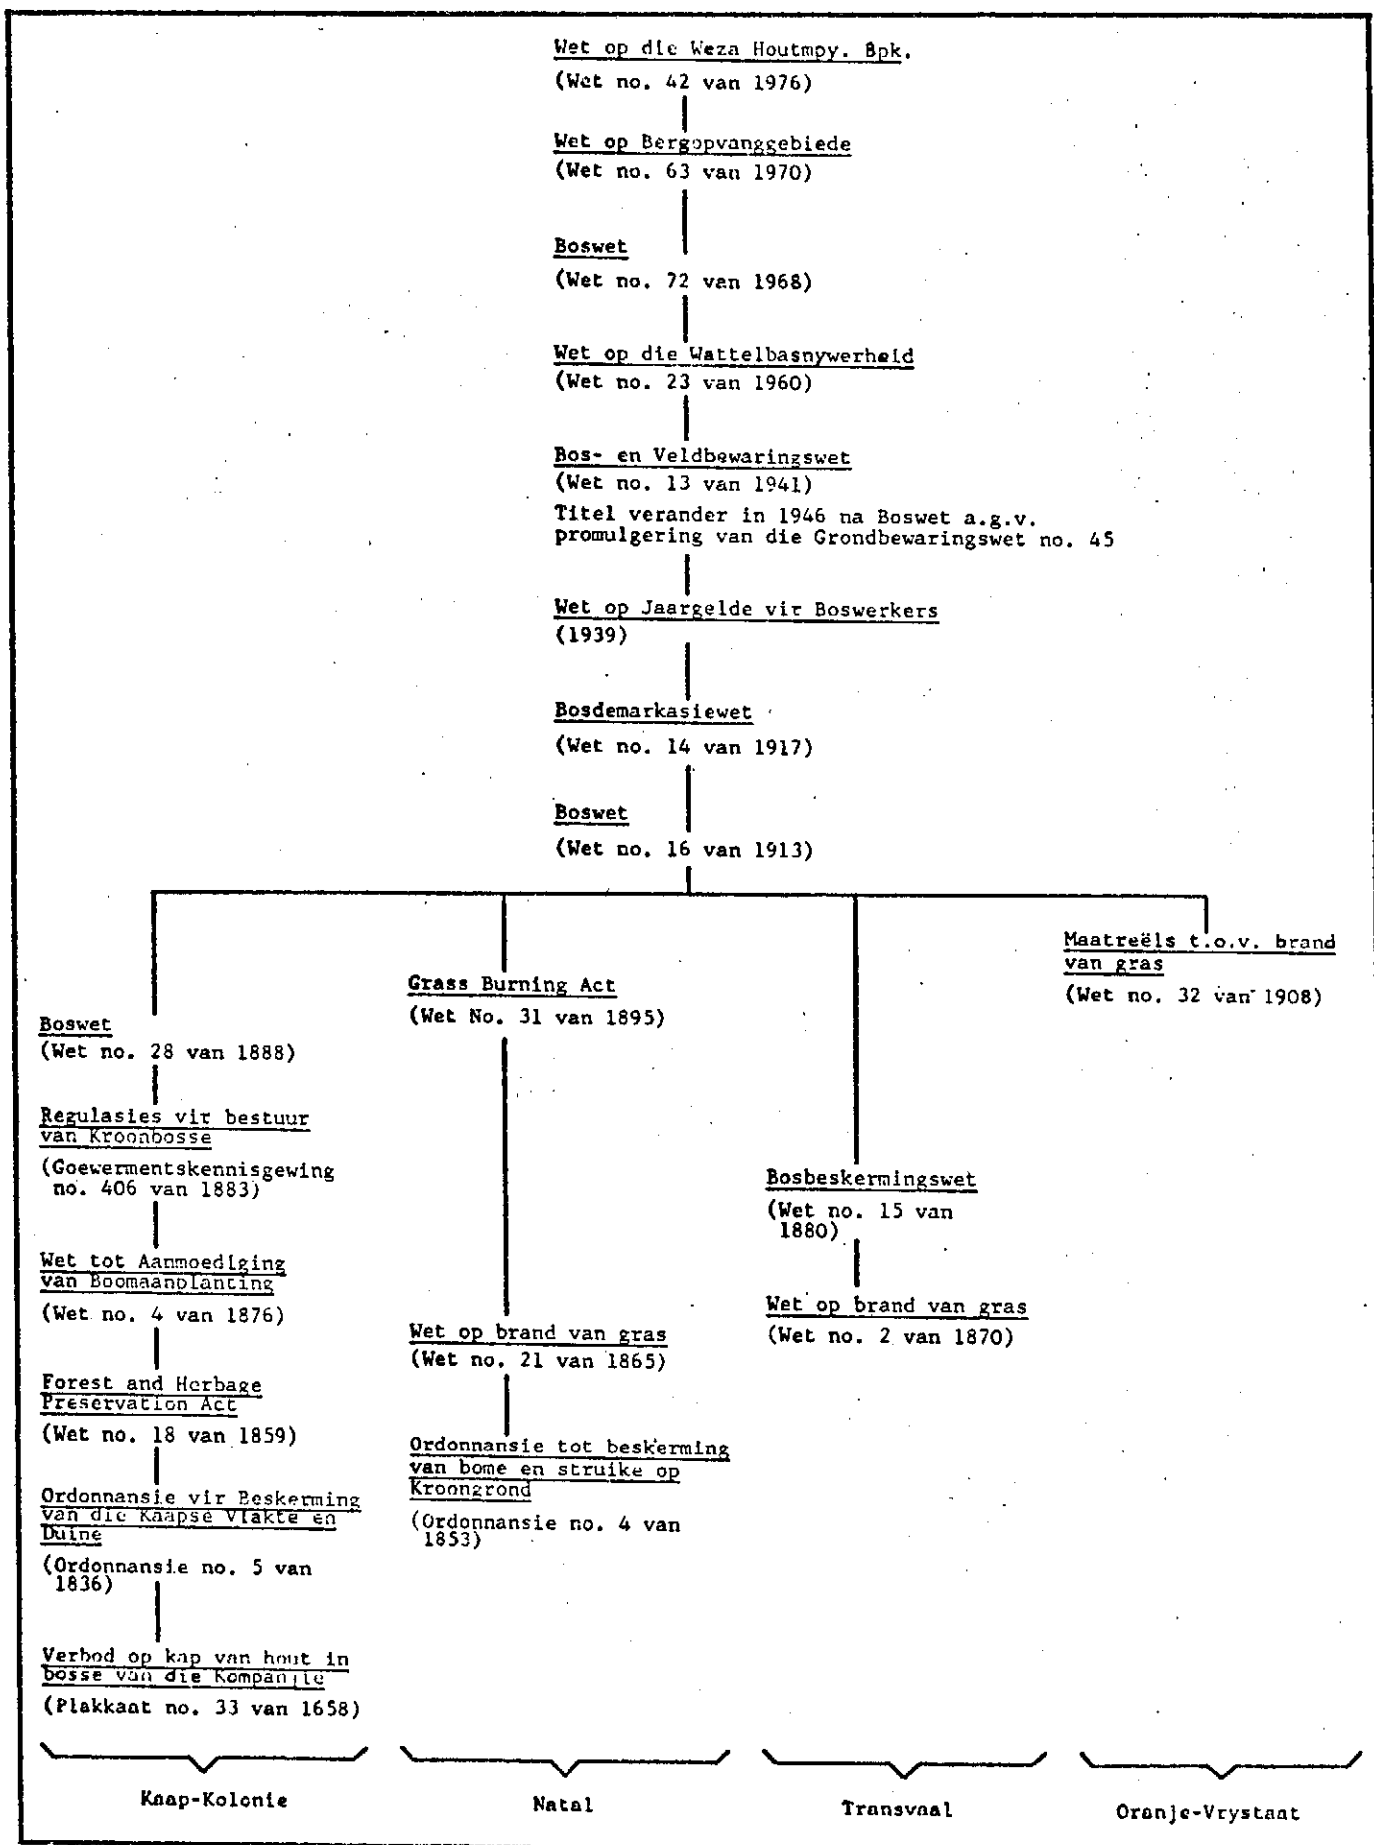 Wet op die Weza Houtmpy. Bpk.
(Wet no. 42 van 1976)
Wet op Bergopvanggebiede
(Wet no. 63 van 1970)
Boswet
(Wet no. 72 van 1968)
Wet op die Wattelbasnywerheid
(Wet no. 23 van 1960)
Bos- en Veldbewaringswet
(Wet no. 13 van 1941)
Titel verander in 1946 na Boswet a.g.v.
promulgering van die Grondbewaringswet no. 45
Wet op Jaargelde vir Boswerkers
(1939)
Bosdemarkasiewet
(Wet no. 14 van 1917)
Boswet
(Wet no. 16 van 1913)
Boswet
(Wet no. 28 van 1888)
Regulasies vir bestuur
van Kroonbosse
(Goewermentskennisgewing
no. 406 van 1883)
Wet tot Aanmoediging
van Boomaanplanting
(Wet no. 4 van 1876)
Forest and Herbage
Preservation Act
(Wet no. 18 van 1859)
Ordonnansie vir Beskerming
van die Kaapse Vlakte en
Duine
(Ordonnansie no. 5 van
1836)
Verbod op kap van hout in
bosse van die Kompanjie
(Plakkaat no. 33 van 1658)
Kaap-Kolonie
Grass Burning Act
(Wet No. 31 van 1895)
Wet op brand van gras
(Wet no. 21 van 1865)
Ordonnansie tot beskerming
van bome en struike op
Kroongrond
(Ordonnansie no. 4 van
1853)
Natal
Bosbeskermingswet
(Wet no. 15 van
1880)
Wet op brand van gras
(Wet no. 2 van 1870)
Transvaal
Maatreëls t.o.v. brand
van gras
(Wet no. 32 van 1908)
Oranje-Vrystaat